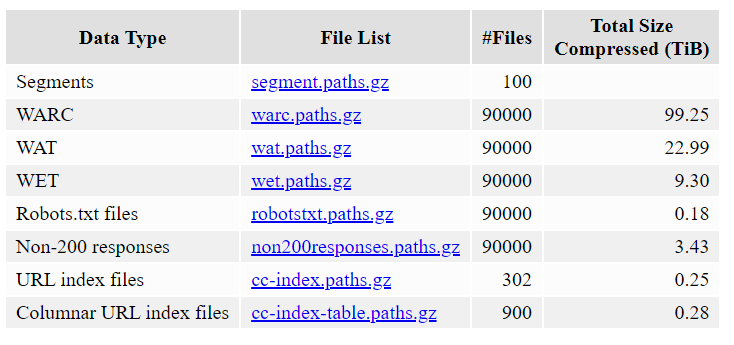 Data Type File List #Files Total Size Compressed (TiB)
Segments segment.paths.gz 100
WARC warc.paths.gz 90000 99.25
WAT wat.paths.gz 90000 22.99
WET wet.paths.gz 90000 9.30
Robots.txt files robotstxt.paths.gz 90000 0.18
Non-200 responses non200responses.paths.gz 90000 3.43
URL index files cc-index.paths.gz 302 0.25
Columnar URL index files cc-index-table.paths.gz 900 0.28